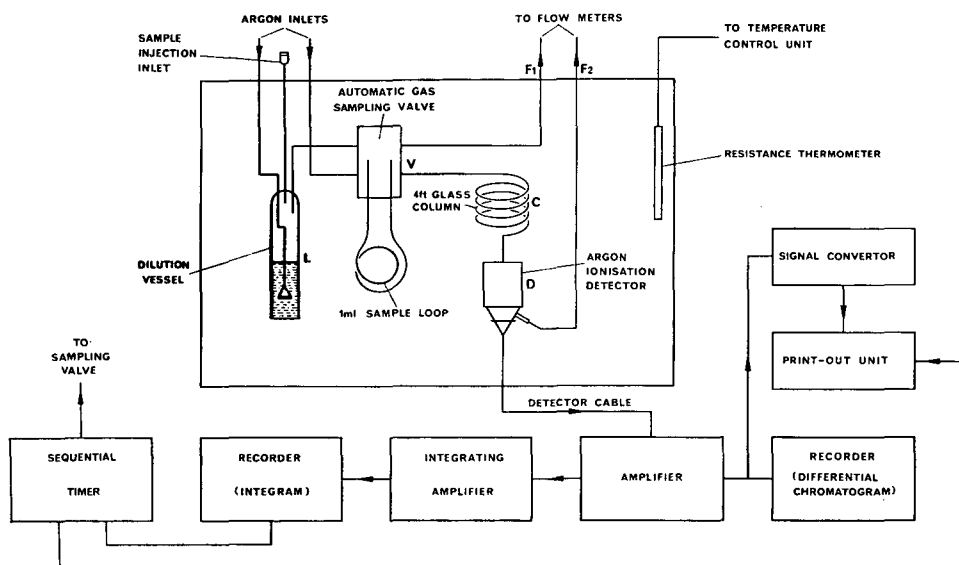 ARGON INLETS
TO FLOW METERS
SAMPLE
INJECTION
INLET
TO TEMPERATURE
CONTROL UNIT
F1
F2
AUTOMATIC GAS
SAMPLING VALVE
V
RESISTANCE THERMOMETER
4ft GLASS
COLUMN
C
DILUTION
VESSEL
L
ARGON
IONISATION
DETECTOR
D
1ml SAMPLE LOOP
SIGNAL CONVERTOR
TO
SAMPLING
VALVE
PRINT-OUT UNIT
DETECTOR CABLE
SEQUENTIAL
TIMER
RECORDER
(INTEGRAM)
INTEGRATING
AMPLIFIER
AMPLIFIER
RECORDER
(DIFFERENTIAL
CHROMATOGRAM)